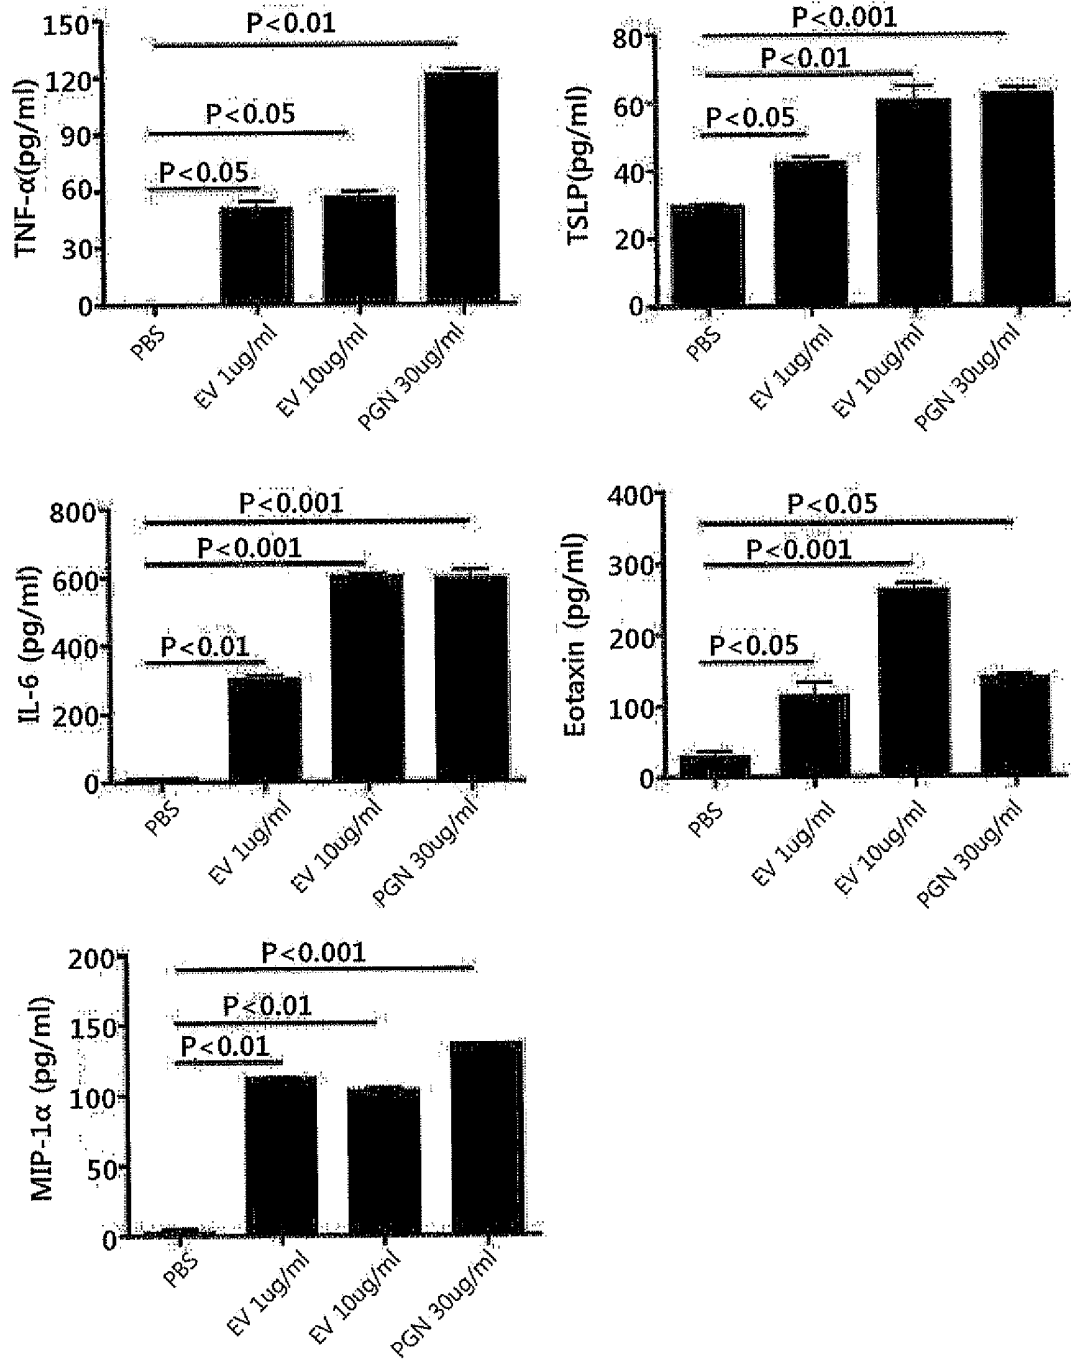 TNF-α(pg/ml)
150
120
90
60
30
0
P<0.01
P<0.05
P<0.05
PBS
EV 1ug/ml
EV 10ug/ml
PGN 30ug/ml
TSLP(pg/ml)
80
60
40
20
0
P<0.001
P<0.01
P<0.05
PBS
EV 1ug/ml
EV 10ug/ml
PGN 30ug/ml
IL-6 (pg/ml)
800
600
400
200
0
P<0.001
P<0.001
P<0.01
PBS
EV 1ug/ml
EV 10ug/ml
PGN 30ug/ml
Eotaxin (pg/ml)
400
300
200
100
0
P<0.05
P<0.001
P<0.05
PBS
EV 1ug/ml
EV 10ug/ml
PGN 30ug/ml
MIP-1α (pg/ml)
200
150
100
50
0
P<0.001
P<0.01
P<0.01
PBS
EV 1ug/ml
EV 10ug/ml
PGN 30ug/ml